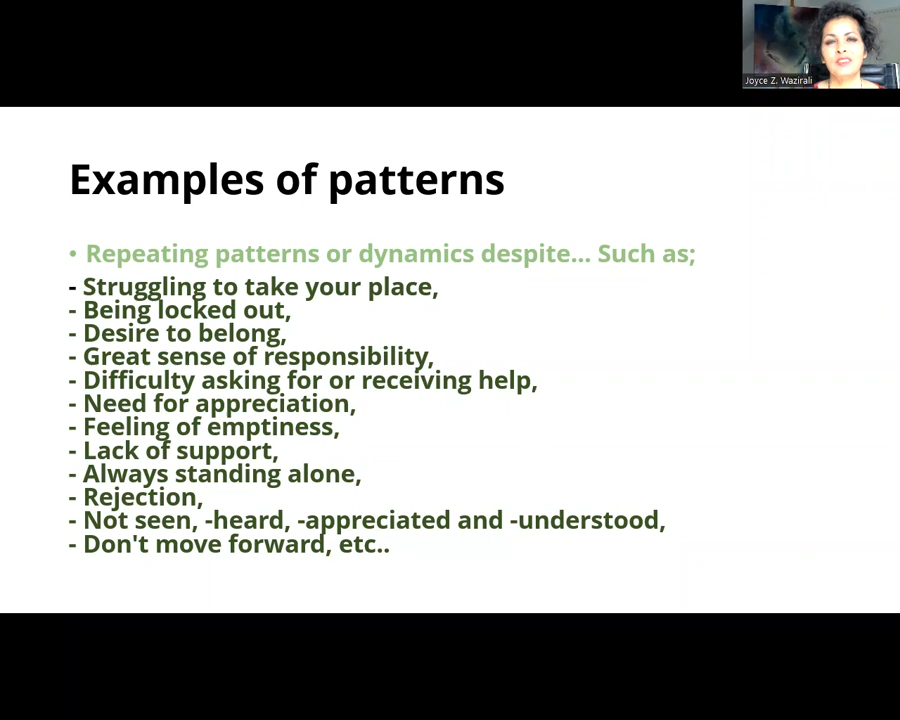 Joyce Z. Wazirali
Examples of patterns
• Repeating patterns or dynamics despite... Such as;
- Struggling to take your place,
- Being locked out,
- Desire to belong,
- Great sense of responsibility,
- Difficulty asking for or receiving help,
- Need for appreciation,
- Feeling of emptiness,
- Lack of support,
- Always standing alone,
- Rejection,
- Not seen, -heard, -appreciated and -understood,
- Don't move forward, etc..